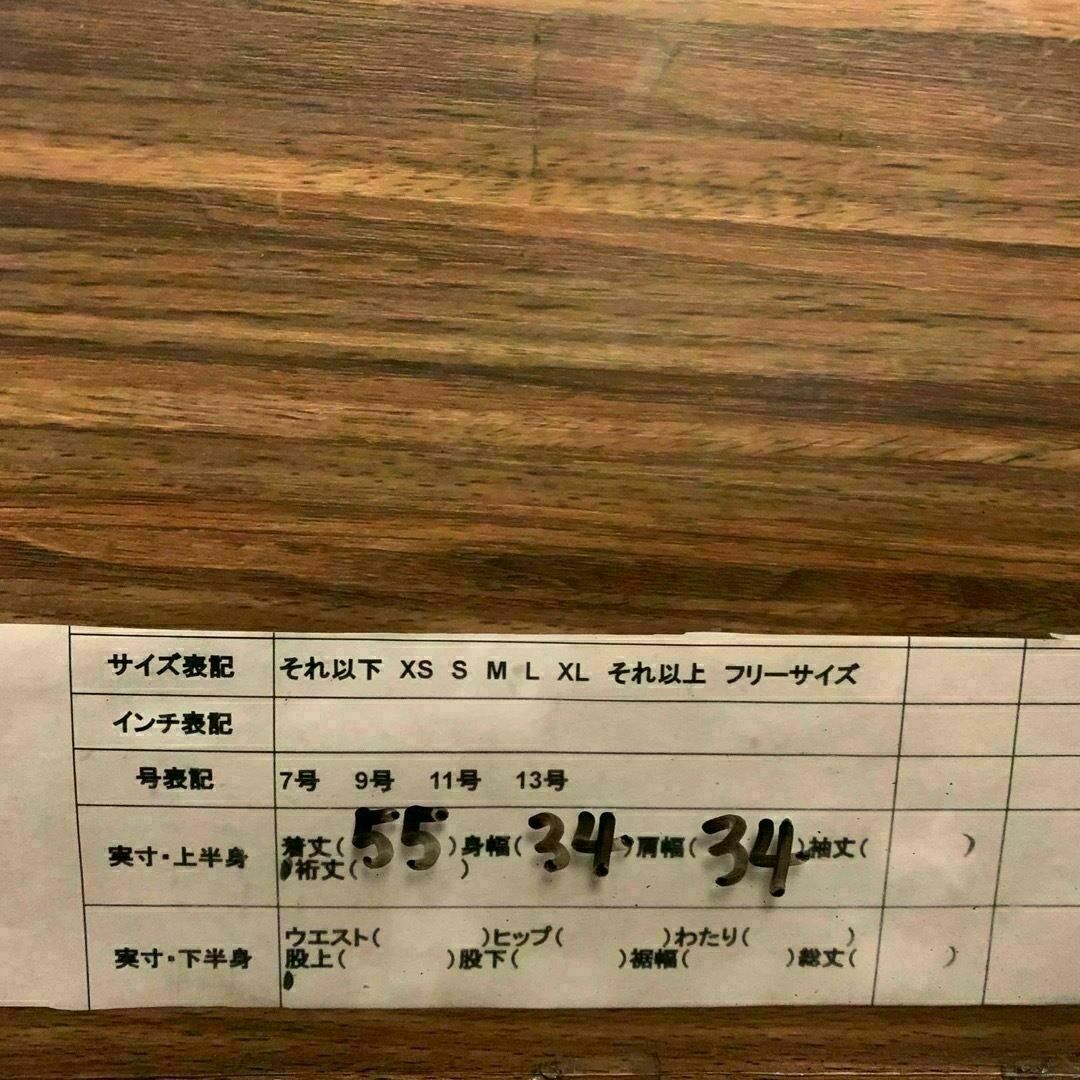 サイズ表記 それ以下 XS S M L XL それ以上 フリーサイズ
インチ表記
号表記 7号 9号 11号 13号
実寸・上半身 着丈(55)身幅(34)肩幅(34)袖丈( )
裄丈( )
実寸・下半身 ウエスト( )ヒップ( )わたり( )
股上( )股下( )裾幅( )総丈( )